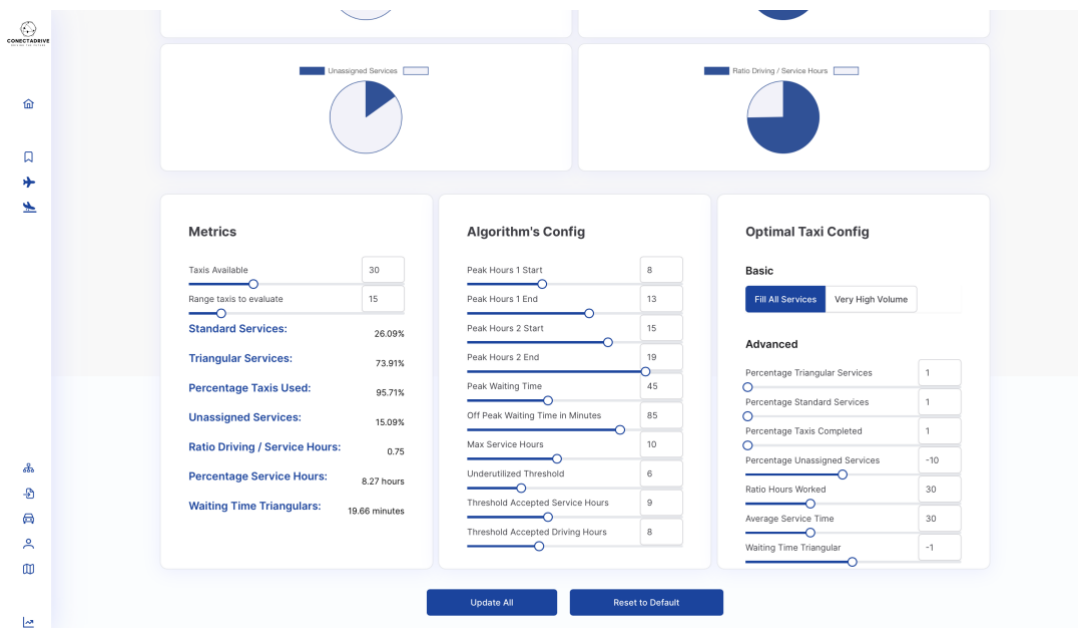 CONECTADRIVE
Unassigned Services
Ratio Driving / Service Hours
Metrics
Taxis Available 30
Range taxis to evaluate 15
Standard Services: 26.09%
Triangular Services: 73.91%
Percentage Taxis Used: 95.71%
Unassigned Services: 15.09%
Ratio Driving / Service Hours: 0.75
Percentage Service Hours: 8.27 hours
Waiting Time Triangulars: 19.66 minutes
Algorithm's Config
Peak Hours 1 Start 8
Peak Hours 1 End 13
Peak Hours 2 Start 15
Peak Hours 2 End 19
Peak Waiting Time 45
Off Peak Waiting Time in Minutes 85
Max Service Hours 10
Underutilized Threshold 6
Threshold Accepted Service Hours 9
Threshold Accepted Driving Hours 8
Optimal Taxi Config
Basic
Fill All Services Very High Volume
Advanced
Percentage Triangular Services 1
Percentage Standard Services 1
Percentage Taxis Completed 1
Percentage Unassigned Services -10
Ratio Hours Worked 30
Average Service Time 30
Waiting Time Triangular -1
Update All Reset to Default